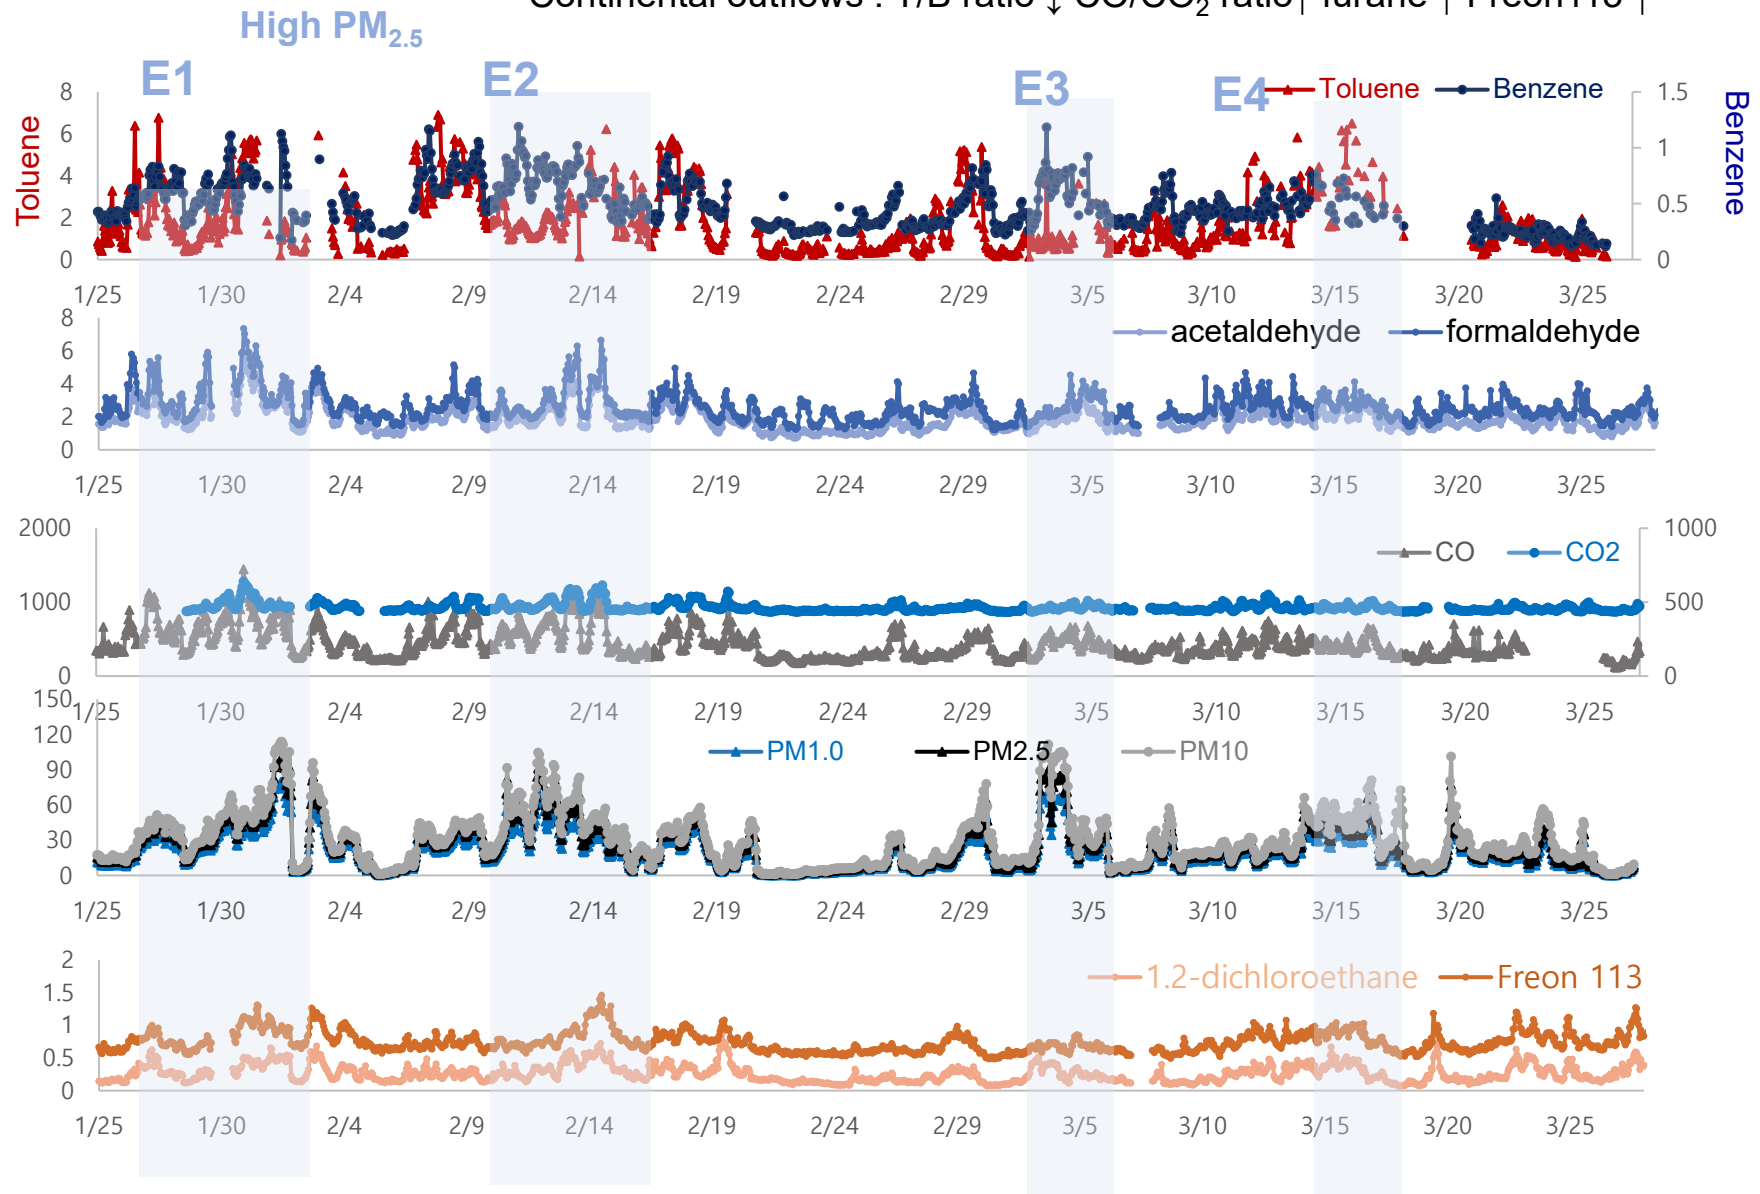 Continental outflows : T/B ratio ↓ CO/CO2 ratio↑ furane ↑ Freon113 ↑
High PM2.5
E1
E2
E3
E4
Toluene
Benzene
Toluene
Benzene
8
6
4
2
0
1.5
1
0.5
0
1/25 1/30 2/4 2/9 2/14 2/19 2/24 2/29 3/5 3/10 3/15 3/20 3/25
acetaldehyde
formaldehyde
8
6
4
2
0
1/25 1/30 2/4 2/9 2/14 2/19 2/24 2/29 3/5 3/10 3/15 3/20 3/25
CO
CO2
2000
1000
0
1000
500
0
1/25 1/30 2/4 2/9 2/14 2/19 2/24 2/29 3/5 3/10 3/15 3/20 3/25
PM1.0
PM2.5
PM10
150
120
90
60
30
0
1/25 1/30 2/4 2/9 2/14 2/19 2/24 2/29 3/5 3/10 3/15 3/20 3/25
1.2-dichloroethane
Freon 113
2
1.5
1
0.5
0
1/25 1/30 2/4 2/9 2/14 2/19 2/24 2/29 3/5 3/10 3/15 3/20 3/25